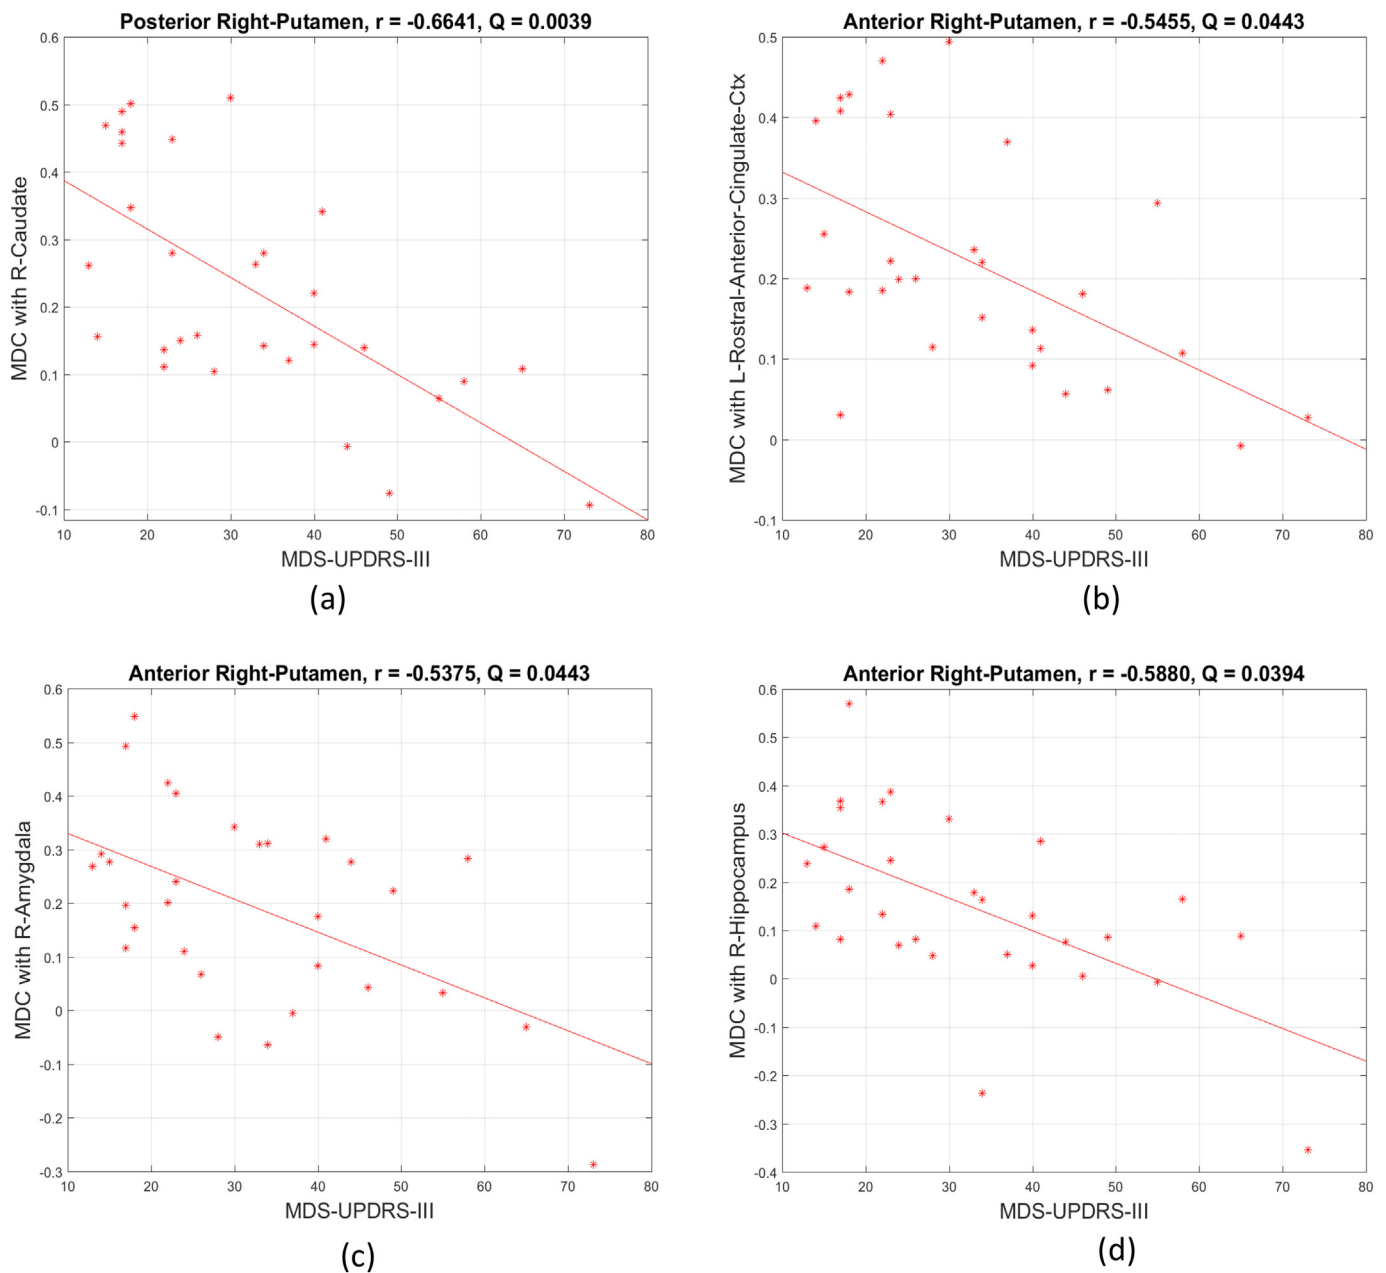 Posterior Right-Putamen, r = -0.6641, Q = 0.0039
0.6
0.5
0.4
0.3
0.2
0.1
0
-0.1
MDC with R-Caudate
10 20 30 40 50 60 70 80
MDS-UPDRS-III
(a)
Anterior Right-Putamen, r = -0.5455, Q = 0.0443
0.5
0.4
0.3
0.2
0.1
0
-0.1
MDC with L-Rostral-Anterior-Cingulate-Ctx
10 20 30 40 50 60 70 80
MDS-UPDRS-III
(b)
Anterior Right-Putamen, r = -0.5375, Q = 0.0443
0.6
0.5
0.4
0.3
0.2
0.1
0
-0.1
-0.2
-0.3
MDC with R-Amygdala
10 20 30 40 50 60 70 80
MDS-UPDRS-III
(c)
Anterior Right-Putamen, r = -0.5880, Q = 0.0394
0.6
0.5
0.4
0.3
0.2
0.1
0
-0.1
-0.2
-0.3
-0.4
MDC with R-Hippocampus
10 20 30 40 50 60 70 80
MDS-UPDRS-III
(d)